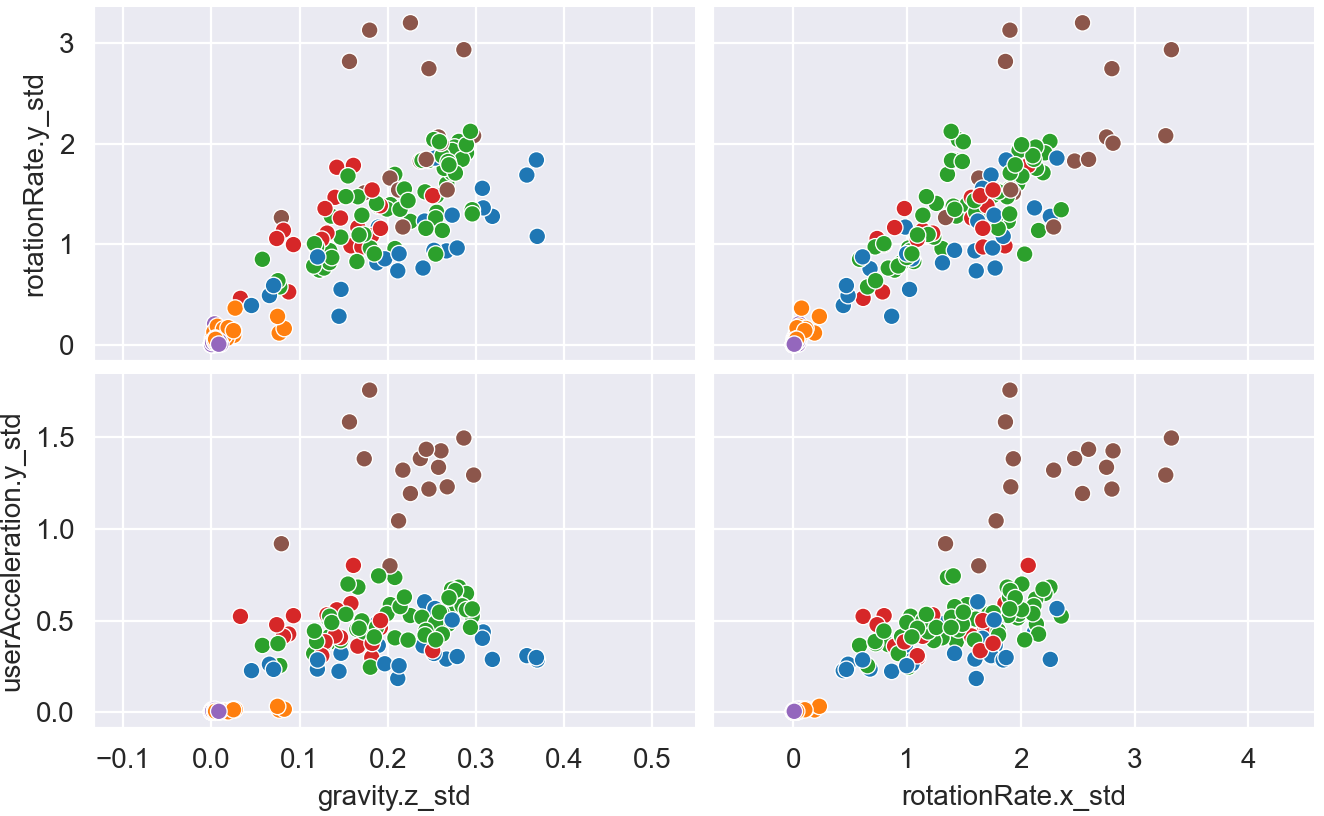 rotationRate.y_std
3
2
1
0
userAcceleration.y_std
1.5
1.0
0.5
0.0
−0.1 0.0 0.1 0.2 0.3 0.4 0.5
gravity.z_std
0 1 2 3 4
rotationRate.x_std